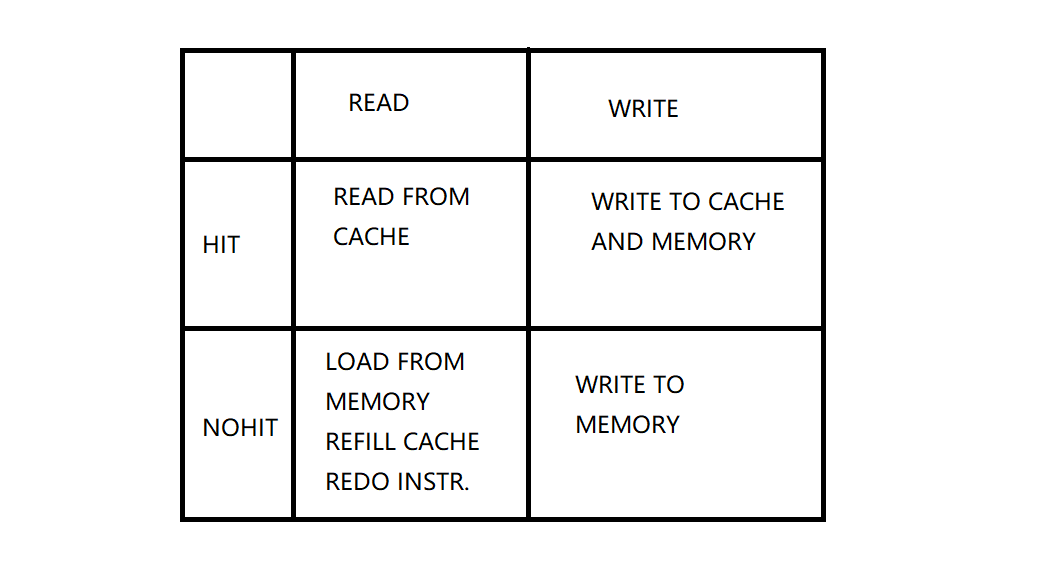 READ
WRITE
HIT
READ FROM
CACHE
WRITE TO CACHE
AND MEMORY
NOHIT
LOAD FROM
MEMORY
REFILL CACHE
REDO INSTR.
WRITE TO
MEMORY